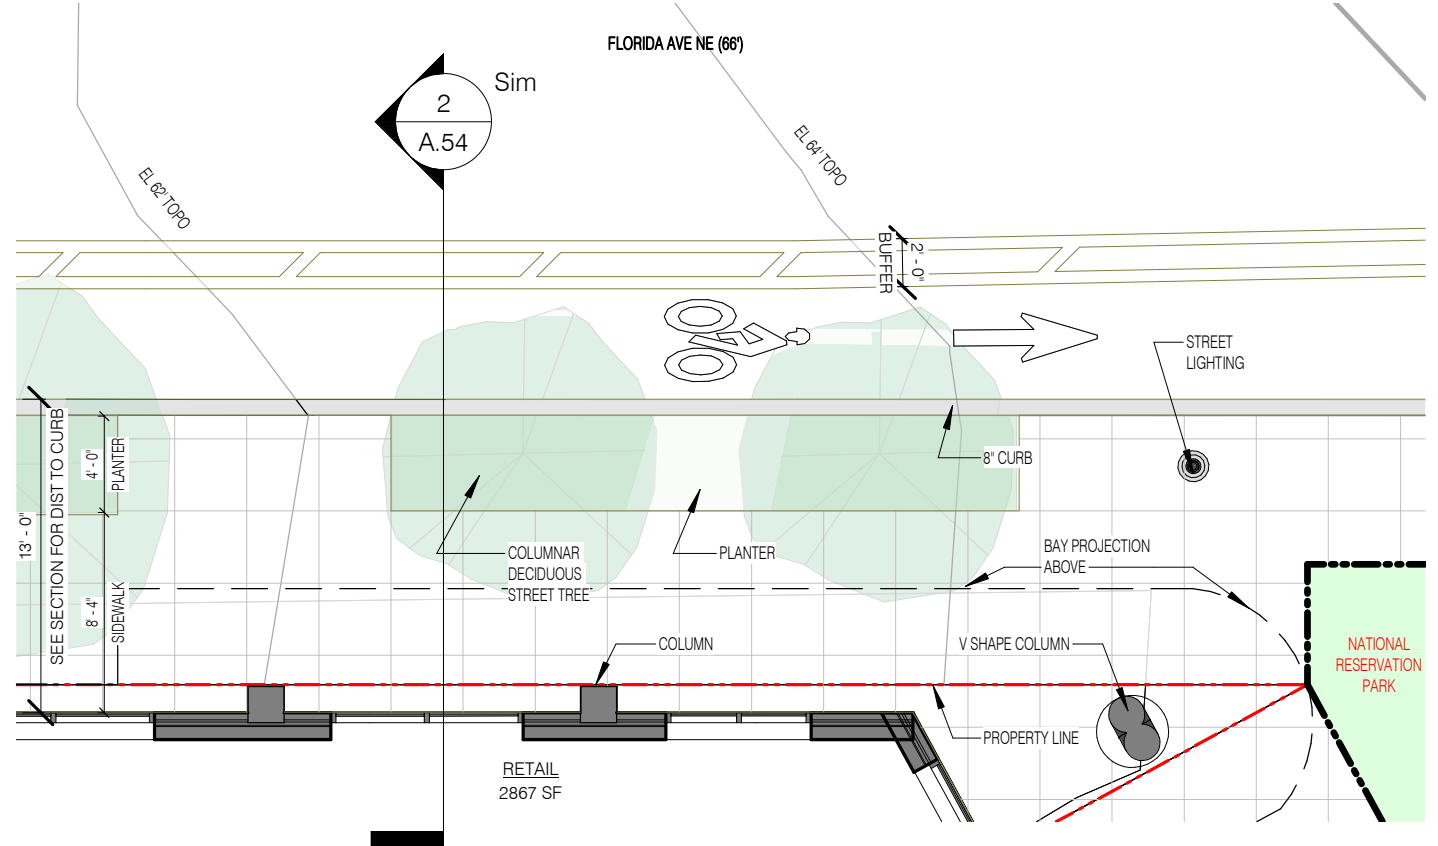 FLORIDA AVE NE (66')
Sim
2
A.54
EL 62' TOPO
EL 64' TOPO
2' - 0"
BUFFER
STREET
LIGHTING
SEE SECTION FOR DIST TO CURB
13' - 0"
4' - 0"
PLANTER
8' - 4"
SIDEWALK
8" CURB
COLUMNAR
DECIDUOUS
STREET TREE
PLANTER
BAY PROJECTION
ABOVE
COLUMN
V SHAPE COLUMN
NATIONAL
RESERVATION
PARK
PROPERTY LINE
RETAIL
2867 SF